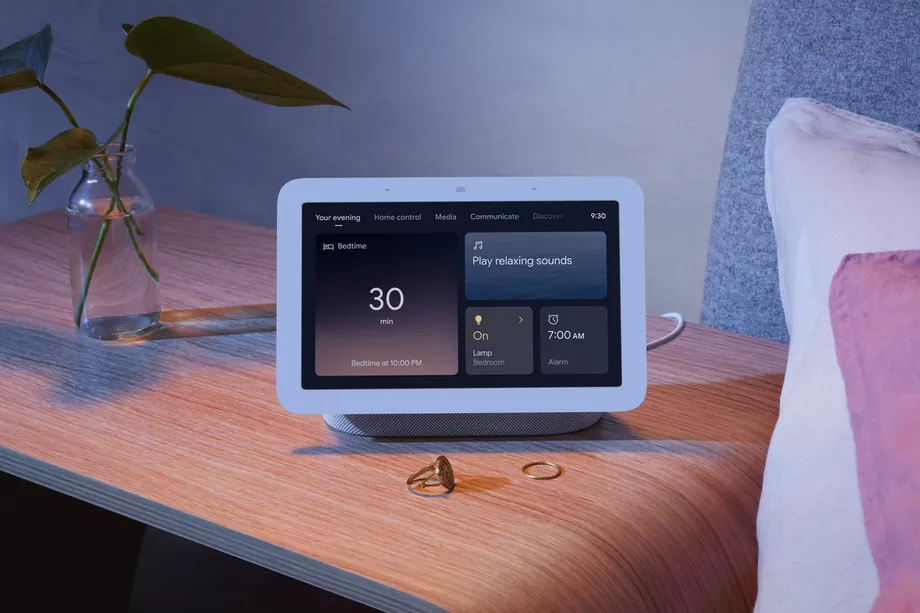 Your evening Home control Media Communicate Discover 9:30
Bedtime
30
min
Bedtime at 10:00 PM
Play relaxing sounds
On
Lamp
Bedroom
7:00 AM
Alarm